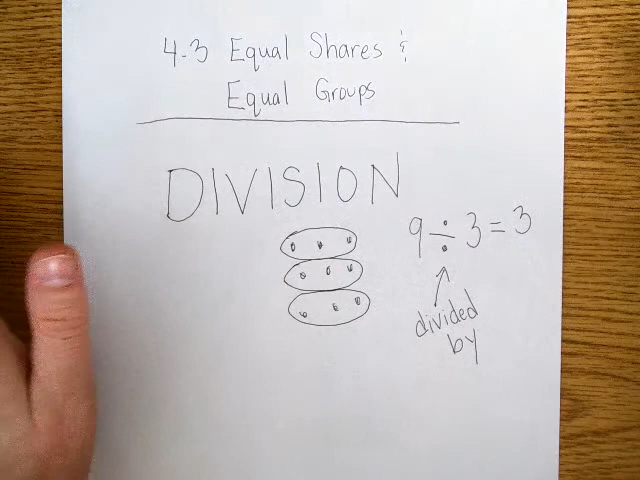 4.3 Equal Shares &
Equal Groups
DIVISION
9 ÷ 3 = 3
divided
by